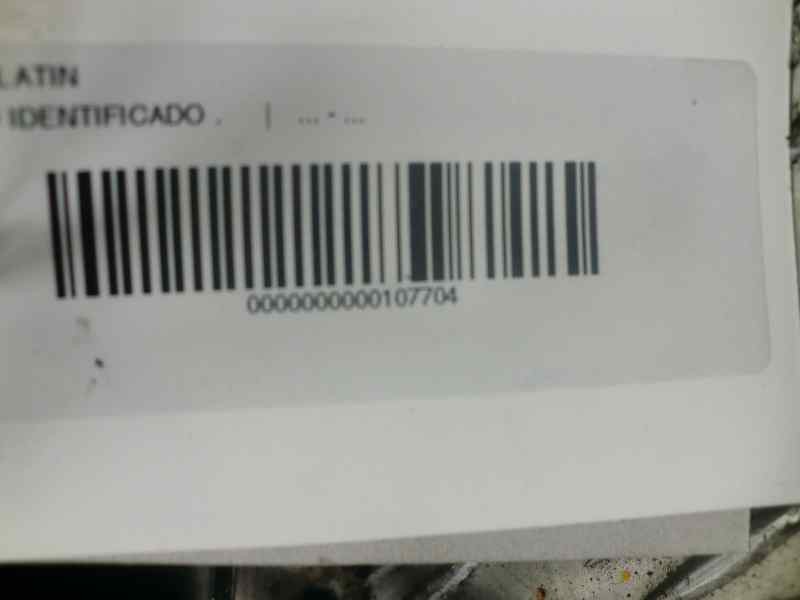 LATIN
IDENTIFICADO . | ... - ...
0000000000107704